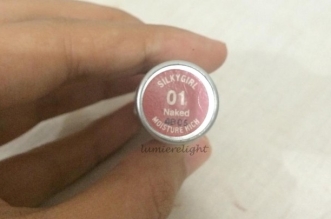 SILKYGIRL
01
Naked
MOISTURE RICH
lumierelight